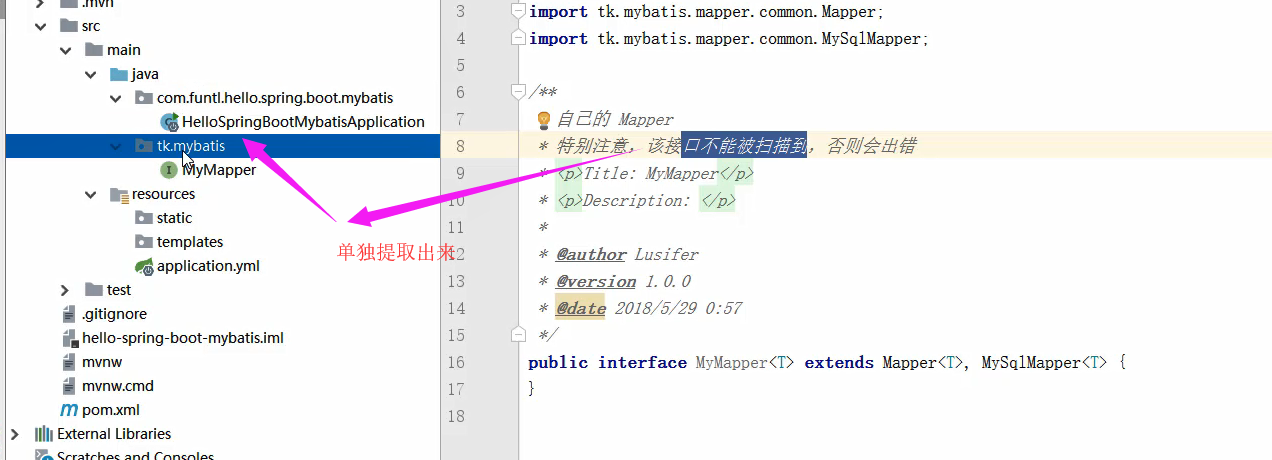 .mvn
src
main
java
com.funtl.hello.spring.boot.mybatis
HelloSpringBootMybatisApplication
tk.mybatis
MyMapper
resources
static
templates
application.yml
test
.gitignore
hello-spring-boot-mybatis.iml
mvnw
mvnw.cmd
pom.xml
External Libraries
Scratches and Consoles
单独提取出来
3 import tk.mybatis.mapper.common.Mapper;
4 import tk.mybatis.mapper.common.MySqlMapper;
5
6 /**
7 自己的 Mapper
8 * 特别注意，该接口不能被扫描到，否则会出错
9 * <p>Title: MyMapper</p>
10 * <p>Description: </p>
11 *
12 * @author Lusifer
13 * @version 1.0.0
14 * @date 2018/5/29 0:57
15 */
16 public interface MyMapper<T> extends Mapper<T>, MySqlMapper<T> {
17 }
18